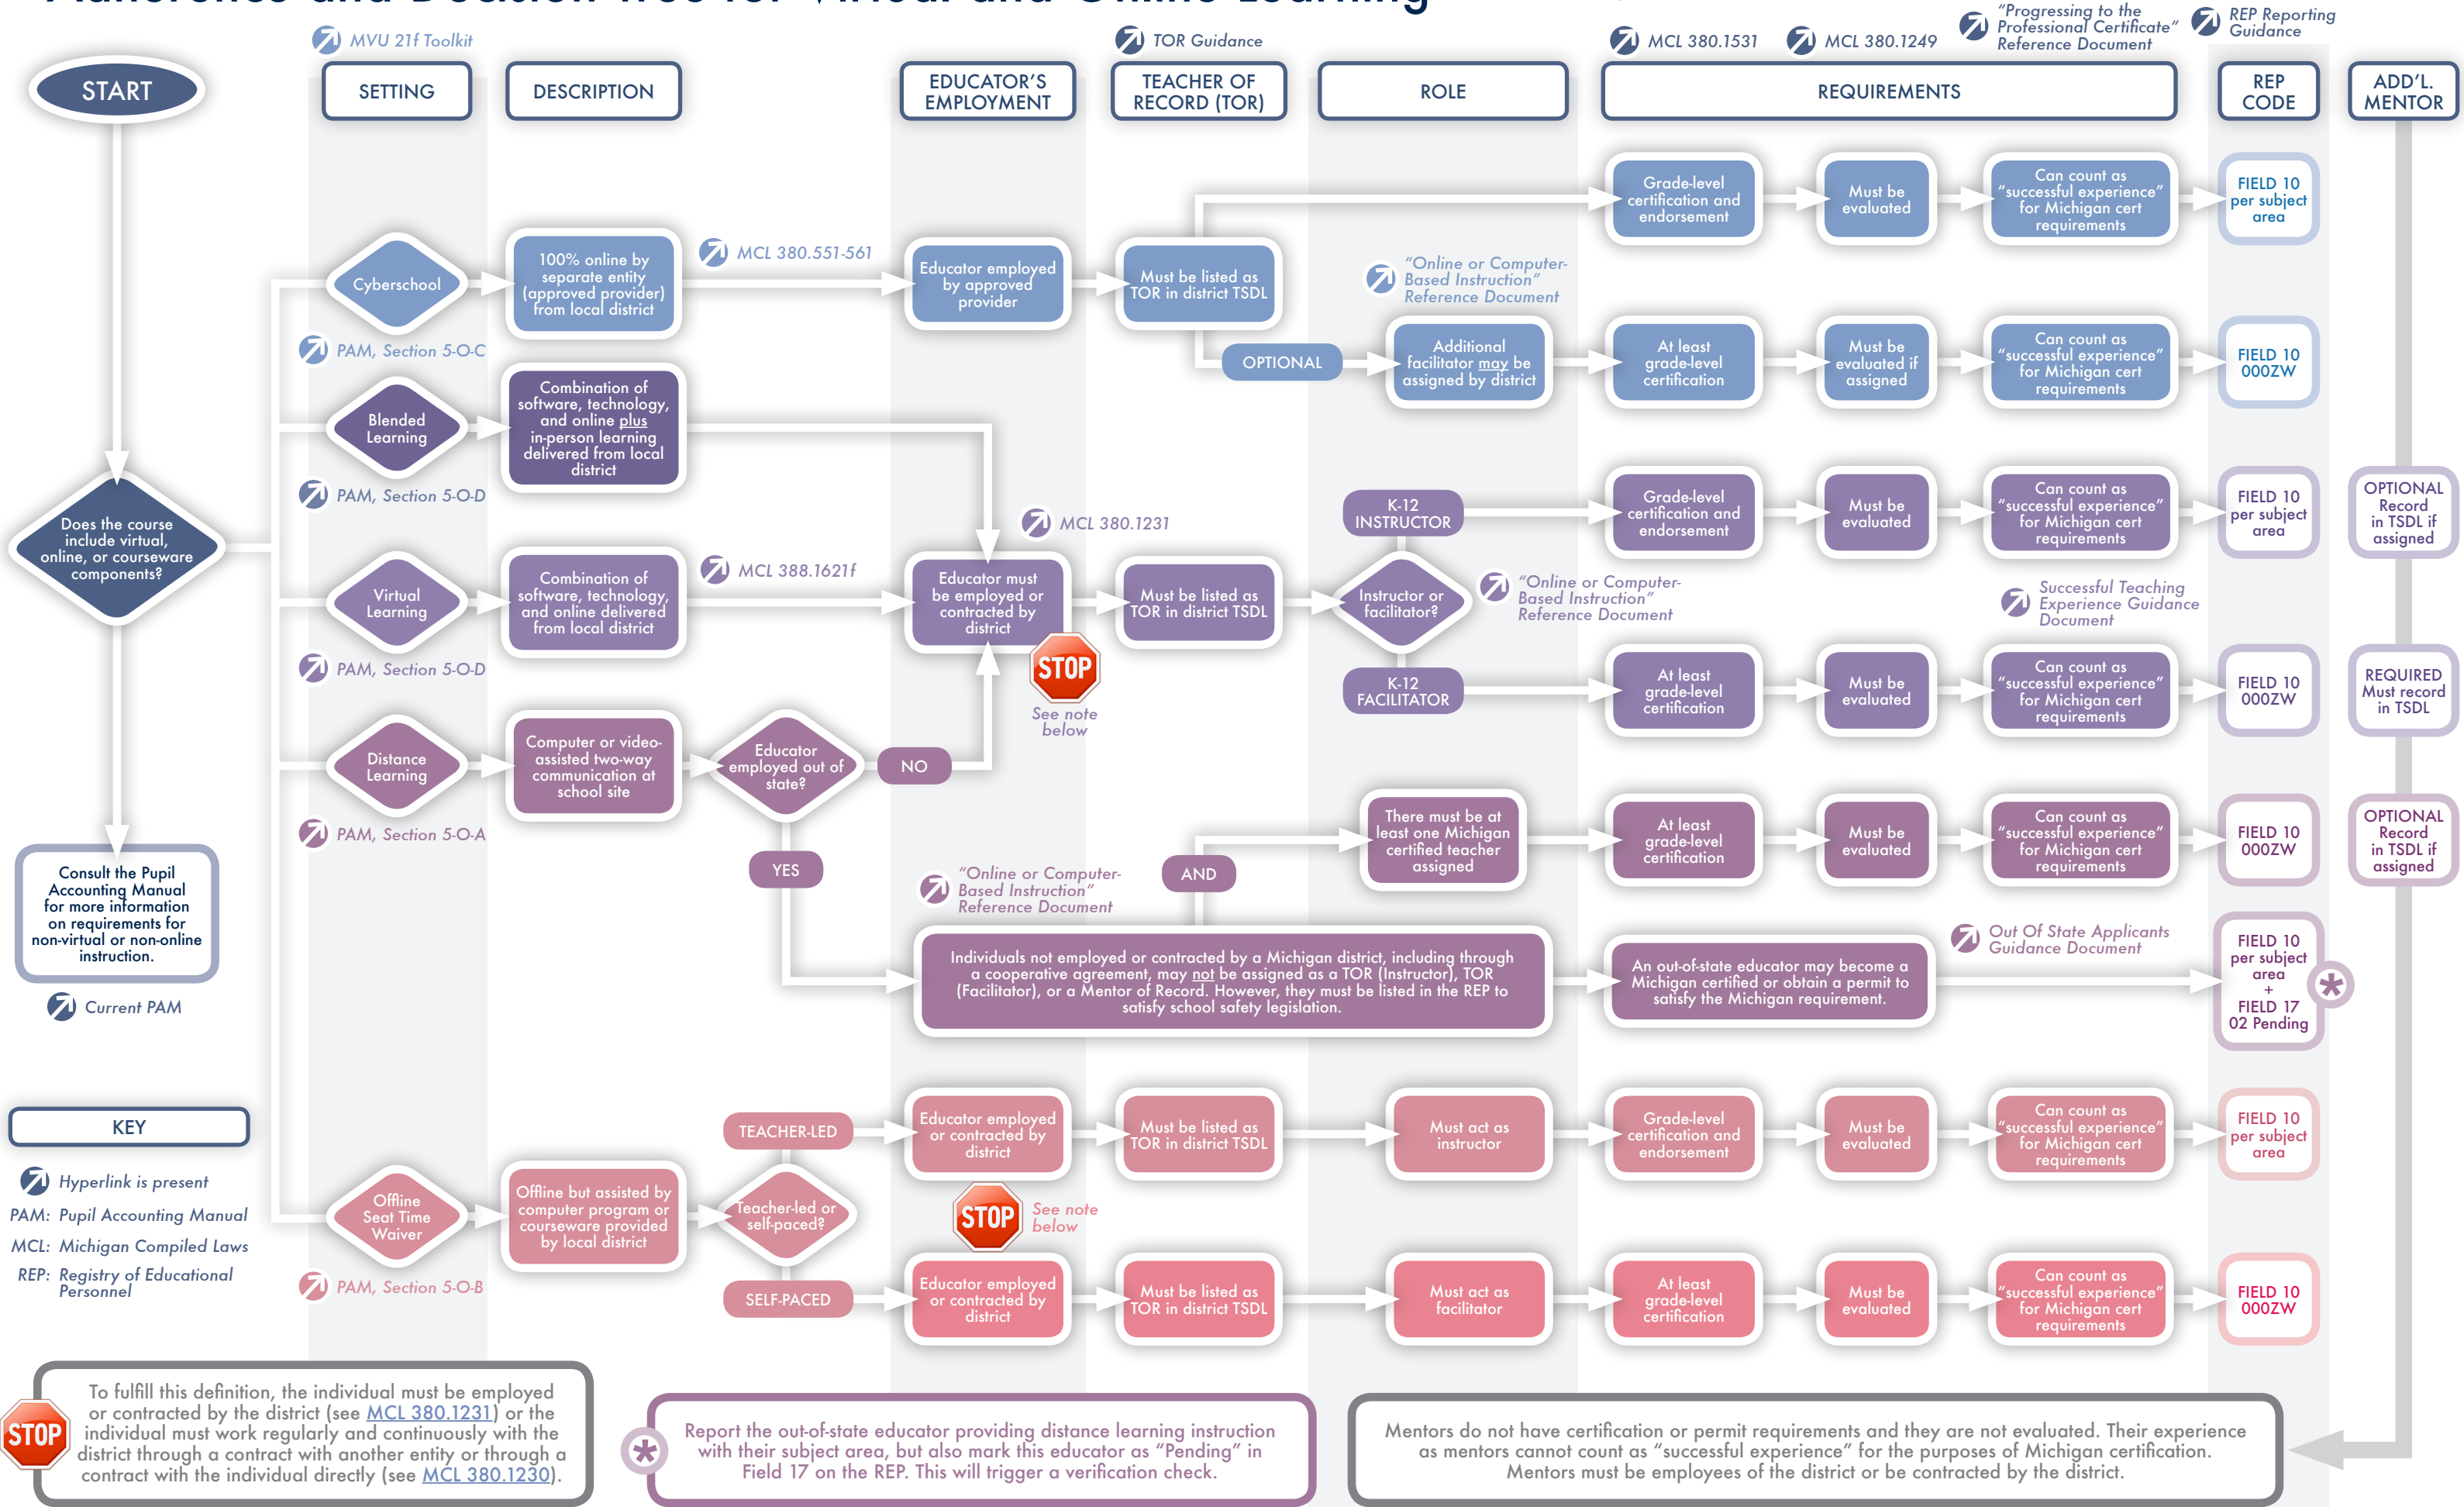 Adherence and Decision Tree for Virtual and Online Learning
MVU 21f Toolkit
TOR Guidance
MCL 380.1531
MCL 380.1249
"Progressing to the
Professional Certificate"
Reference Document
REP Reporting
Guidance
START
SETTING
DESCRIPTION
EDUCATOR'S
EMPLOYMENT
TEACHER OF
RECORD (TOR)
ROLE
REQUIREMENTS
REP
CODE
ADD'L.
MENTOR
Does the course
include virtual,
online, or courseware
components?
Consult the Pupil
Accounting Manual
for more information
on requirements for
non-virtual or non-online
instruction.
Current PAM
Cyberschool
PAM, Section 5-O-C
100% online by
separate entity
(approved provider)
from local district
MCL 380.551-561
Educator employed
by approved
provider
Must be listed as
TOR in district TSDL
Grade-level
certification and
endorsement
Must be
evaluated
Can count as
"successful experience"
for Michigan cert
requirements
FIELD 10
per subject
area
OPTIONAL
"Online or Computer-
Based Instruction"
Reference Document
Additional
facilitator may be
assigned by district
At least
grade-level
certification
Must be
evaluated if
assigned
Can count as
"successful experience"
for Michigan cert
requirements
FIELD 10
000ZW
Blended
Learning
PAM, Section 5-O-D
Combination of
software, technology,
and online plus
in-person learning
delivered from local
district
Virtual
Learning
PAM, Section 5-O-D
Combination of
software, technology,
and online delivered
from local district
MCL 388.1621f
MCL 380.1231
Educator must
be employed or
contracted by
district
STOP
See note
below
Must be listed as
TOR in district TSDL
Instructor or
facilitator?
"Online or Computer-
Based Instruction"
Reference Document
K-12
INSTRUCTOR
Grade-level
certification and
endorsement
Must be
evaluated
Can count as
"successful experience"
for Michigan cert
requirements
FIELD 10
per subject
area
OPTIONAL
Record
in TSDL if
assigned
Successful Teaching
Experience Guidance
Document
K-12
FACILITATOR
At least
grade-level
certification
Must be
evaluated
Can count as
"successful experience"
for Michigan cert
requirements
FIELD 10
000ZW
REQUIRED
Must record
in TSDL
Distance
Learning
PAM, Section 5-O-A
Computer or video-
assisted two-way
communication at
school site
Educator
employed out of
state?
NO
YES
"Online or Computer-
Based Instruction"
Reference Document
AND
There must be at
least one Michigan
certified teacher
assigned
At least
grade-level
certification
Must be
evaluated
Can count as
"successful experience"
for Michigan cert
requirements
FIELD 10
000ZW
OPTIONAL
Record
in TSDL if
assigned
Individuals not employed or contracted by a Michigan district, including through
a cooperative agreement, may not be assigned as a TOR (Instructor), TOR
(Facilitator), or a Mentor of Record. However, they must be listed in the REP to
satisfy school safety legislation.
An out-of-state educator may become a
Michigan certified or obtain a permit to
satisfy the Michigan requirement.
Out Of State Applicants
Guidance Document
FIELD 10
per subject
area
+
FIELD 17
02 Pending
*
KEY
Hyperlink is present
PAM: Pupil Accounting Manual
MCL: Michigan Compiled Laws
REP: Registry of Educational
Personnel
Offline
Seat Time
Waiver
PAM, Section 5-O-B
Offline but assisted by
computer program or
courseware provided
by local district
Teacher-led or
self-paced?
TEACHER-LED
Educator employed
or contracted by
district
Must be listed as
TOR in district TSDL
Must act as
instructor
Grade-level
certification and
endorsement
Must be
evaluated
Can count as
"successful experience"
for Michigan cert
requirements
FIELD 10
per subject
area
STOP
See note
below
SELF-PACED
Educator employed
or contracted by
district
Must be listed as
TOR in district TSDL
Must act as
facilitator
At least
grade-level
certification
Must be
evaluated
Can count as
"successful experience"
for Michigan cert
requirements
FIELD 10
000ZW
STOP
To fulfill this definition, the individual must be employed
or contracted by the district (see MCL 380.1231) or the
individual must work regularly and continuously with the
district through a contract with another entity or through a
contract with the individual directly (see MCL 380.1230).
*
Report the out-of-state educator providing distance learning instruction
with their subject area, but also mark this educator as "Pending" in
Field 17 on the REP. This will trigger a verification check.
Mentors do not have certification or permit requirements and they are not evaluated. Their experience
as mentors cannot count as "successful experience" for the purposes of Michigan certification.
Mentors must be employees of the district or be contracted by the district.